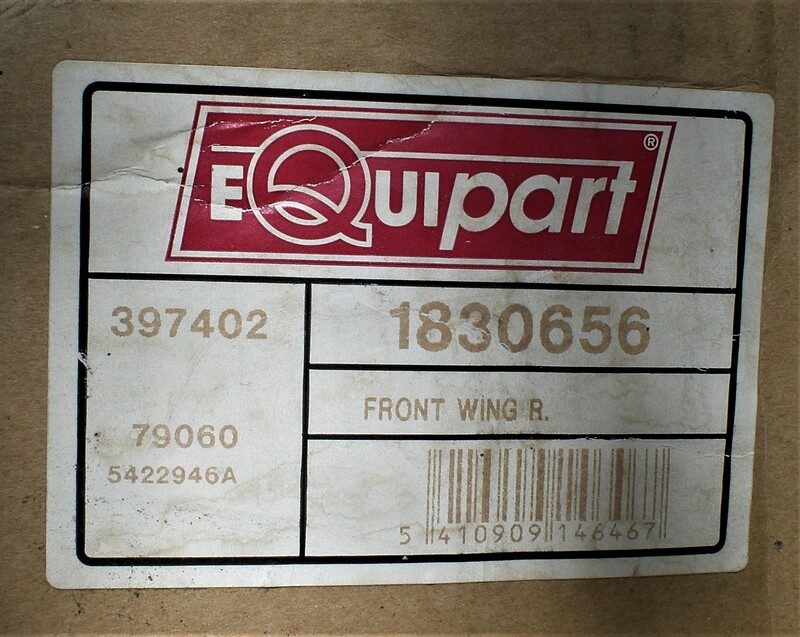 EQuipart®
397402
1830656
FRONT WING R.
79060
5422946A
5 410909 146467